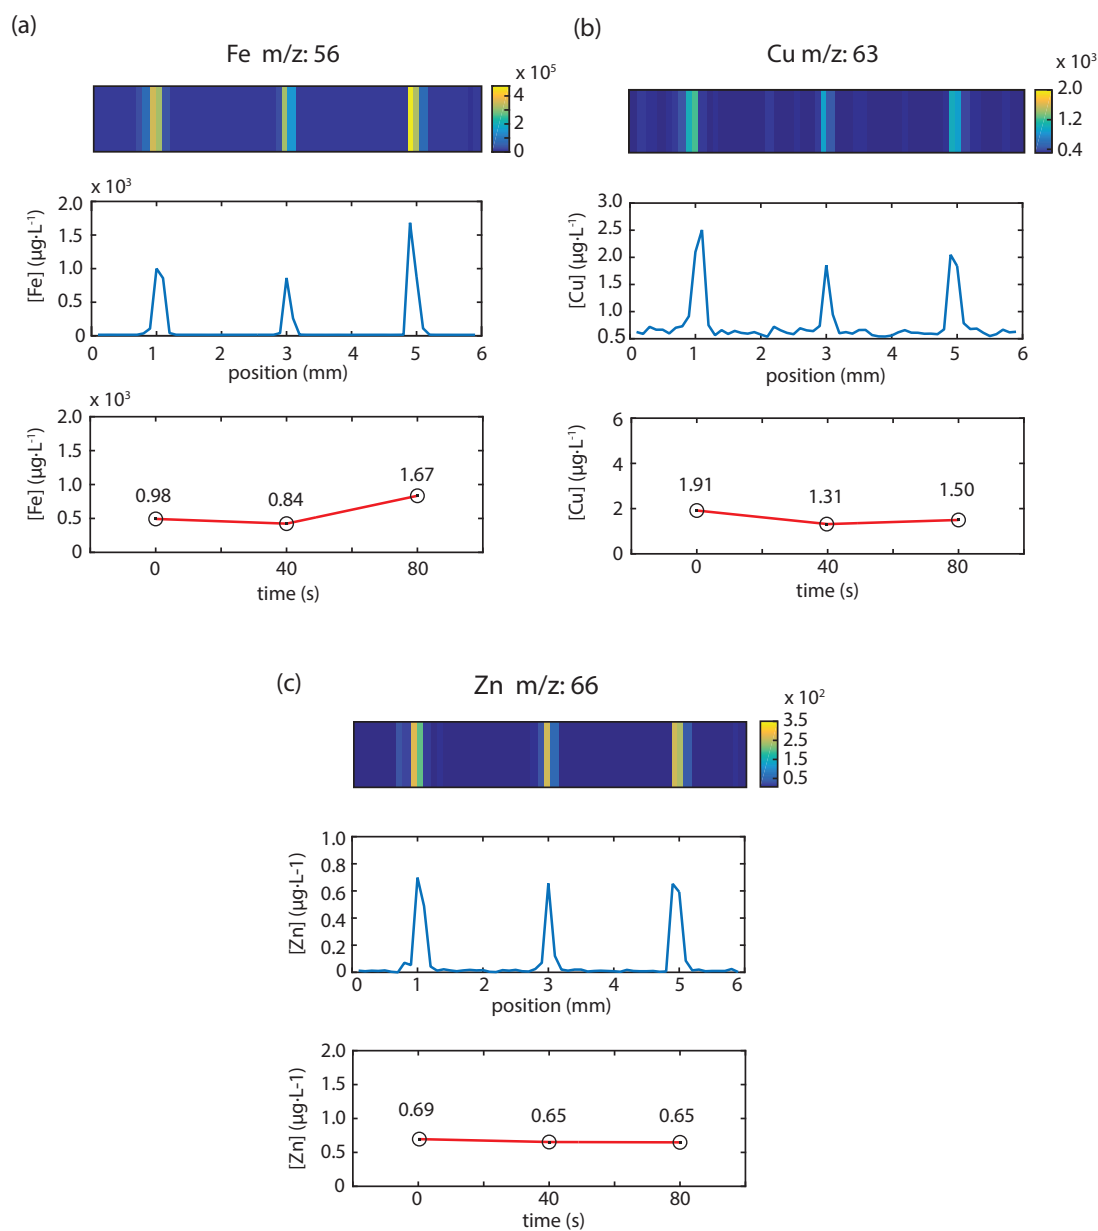 (a)
Fe m/z: 56
x 10⁵
4
2
0
x 10³
[Fe] (µg·L⁻¹)
2.0
1.5
1.0
0.5
0
0 1 2 3 4 5 6
position (mm)
x 10³
[Fe] (µg·L⁻¹)
2.0
1.5
1.0
0.5
0
0.98 0.84 1.67
0 40 80
time (s)
(b)
Cu m/z: 63
x 10³
2.0
1.2
0.4
[Cu] (µg·L⁻¹)
3.0
2.5
2.0
1.5
1.0
0.5
0 1 2 3 4 5 6
position (mm)
[Cu] (µg·L⁻¹)
6
4
2
0
1.91 1.31 1.50
0 40 80
time (s)
(c)
Zn m/z: 66
x 10²
3.5
2.5
1.5
0.5
[Zn] (µg·L-1)
1.0
0.8
0.6
0.4
0.2
0
0 1 2 3 4 5 6
position (mm)
[Zn] (µg·L-1)
2.0
1.5
1.0
0.5
0
0.69 0.65 0.65
0 40 80
time (s)